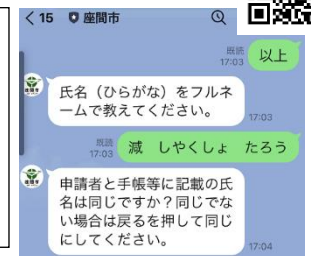 15 座間市
以上
既読
17:03
氏名（ひらがな）をフルネ
ームで教えてください。
17:03
減 しやくしょ たろう
既読
17:03
申請者と手帳等に記載の氏
名は同じですか？同じでな
い場合は戻るを押して同じ
にしてください。
17:04